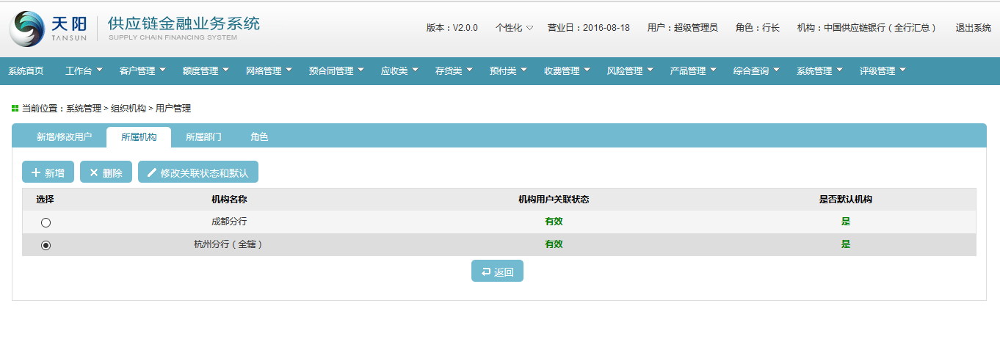 天阳
TANSUN
供应链金融业务系统
SUPPLY CHAIN FINANCING SYSTEM
版本：V2.0.0 个性化 营业日：2016-08-18 用户：超级管理员 角色：行长 机构：中国供应链银行（全行汇总） 退出系统
系统首页 工作台 客户管理 额度管理 网络管理 预合同管理 应收类 存货类 预付类 收费管理 风险管理 产品管理 综合查询 系统管理 评级管理
当前位置：系统管理 > 组织机构 > 用户管理
新增/修改用户 所属机构 所属部门 角色
新增 删除 修改关联状态和默认
选择 机构名称 机构用户关联状态 是否默认机构
成都分行 有效 是
杭州分行（全辖） 有效 是
返回